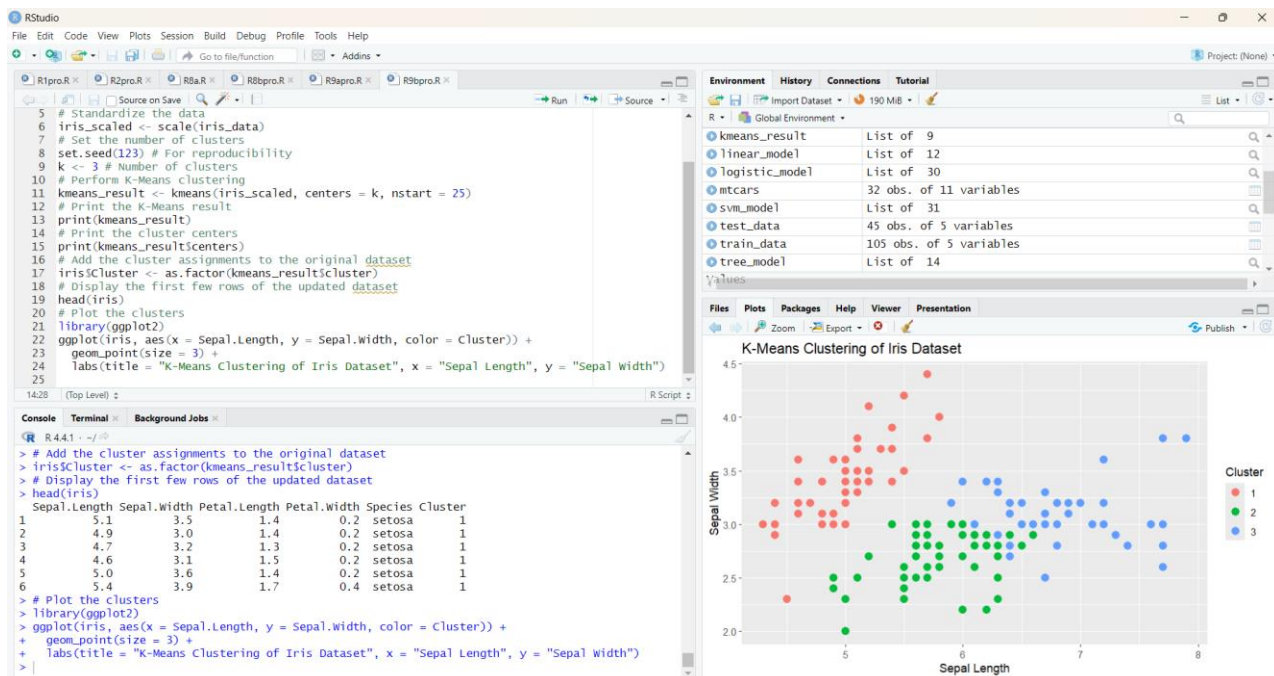 RStudio
File Edit Code View Plots Session Build Debug Profile Tools Help
Go to file/function Addins
Project: (None)
R1pro.R R2pro.R R8a.R R8bpro.R R9apro.R R9bpro.R
Source on Save Run Source
5 # Standardize the data
6 iris_scaled <- scale(iris_data)
7 # Set the number of clusters
8 set.seed(123) # For reproducibility
9 k <- 3 # Number of clusters
10 # Perform K-Means clustering
11 kmeans_result <- kmeans(iris_scaled, centers = k, nstart = 25)
12 # Print the K-Means result
13 print(kmeans_result)
14 # Print the cluster centers
15 print(kmeans_result$centers)
16 # Add the cluster assignments to the original dataset
17 iris$Cluster <- as.factor(kmeans_result$cluster)
18 # Display the first few rows of the updated dataset
19 head(iris)
20 # Plot the clusters
21 library(ggplot2)
22 ggplot(iris, aes(x = Sepal.Length, y = Sepal.Width, color = Cluster)) +
23 geom_point(size = 3) +
24 labs(title = "K-Means Clustering of Iris Dataset", x = "Sepal Length", y = "Sepal Width")
25
14:28 (Top Level) R Script
Console Terminal Background Jobs
R 4.4.1 · ~/
> # Add the cluster assignments to the original dataset
> iris$Cluster <- as.factor(kmeans_result$cluster)
> # Display the first few rows of the updated dataset
> head(iris)
Sepal.Length Sepal.Width Petal.Length Petal.Width Species Cluster
1 5.1 3.5 1.4 0.2 setosa 1
2 4.9 3.0 1.4 0.2 setosa 1
3 4.7 3.2 1.3 0.2 setosa 1
4 4.6 3.1 1.5 0.2 setosa 1
5 5.0 3.6 1.4 0.2 setosa 1
6 5.4 3.9 1.7 0.4 setosa 1
> # Plot the clusters
> library(ggplot2)
> ggplot(iris, aes(x = Sepal.Length, y = Sepal.Width, color = Cluster)) +
+ geom_point(size = 3) +
+ labs(title = "K-Means Clustering of Iris Dataset", x = "Sepal Length", y = "Sepal Width")
>
Environment History Connections Tutorial
Import Dataset 190 MiB List
R Global Environment
kmeans_result List of 9
linear_model List of 12
logistic_model List of 30
mtcars 32 obs. of 11 variables
svm_model List of 31
test_data 45 obs. of 5 variables
train_data 105 obs. of 5 variables
tree_model List of 14
Values
Files Plots Packages Help Viewer Presentation
Zoom Export Publish
K-Means Clustering of Iris Dataset
4.5
4.0
3.5
3.0
2.5
2.0
Sepal Width
5 6 7 8
Sepal Length
Cluster
1
2
3